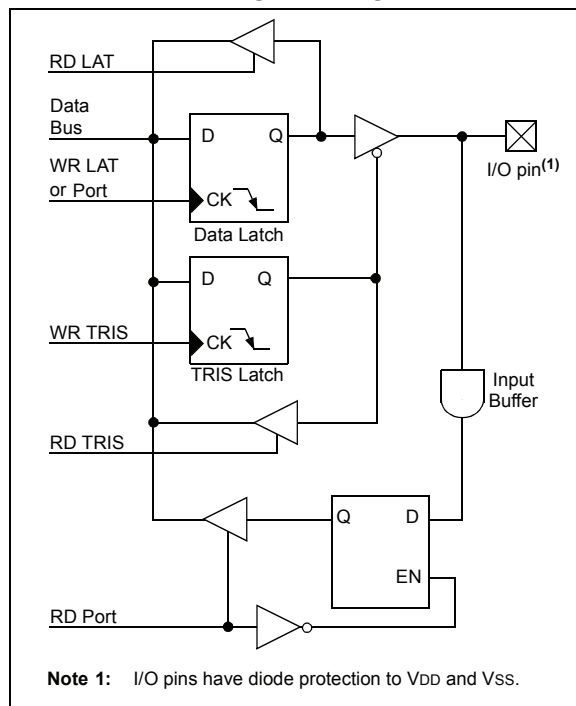 RD LAT
Data
Bus
D Q
WR LAT
or Port
CK
Data Latch
I/O pin(1)
D Q
WR TRIS
CK
TRIS Latch
Input
Buffer
RD TRIS
Q D
EN
RD Port
Note 1: I/O pins have diode protection to VDD and VSS.